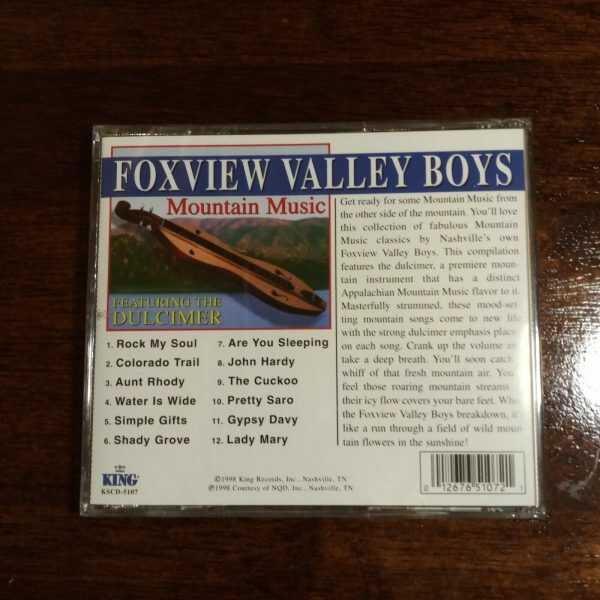 FOXVIEW VALLEY BOYS
Mountain Music
FEATURING THE
DULCIMER
Get ready for some Mountain Music from
the other side of the mountain. You'll love
this collection of fabulous Mountain
Music classics by Nashville's own
Foxview Valley Boys. This compilation
features the dulcimer, a premiere moun-
tain instrument that has a distinct
Appalachian Mountain Music flavor to it.
Masterfully strummed, these mood-set
ing mountain songs come to new life
with the strong dulcimer emphasis place
on each song. Crank up the volume an
take a deep breath. You'll soon catch
whiff of that fresh mountain air. You
feel those roaring mountain streams
their icy flow covers your bare feet. Wh
the Foxview Valley Boys breakdown, it'
like a run through a field of wild moun
tain flowers in the sunshine!
1. Rock My Soul
2. Colorado Trail
3. Aunt Rhody
4. Water Is Wide
5. Simple Gifts
6. Shady Grove
7. Are You Sleeping
8. John Hardy
9. The Cuckoo
10. Pretty Saro
11. Gypsy Davy
12. Lady Mary
KING
KSCD-5107
©1998 King Records, Inc., Nashville, TN
℗1998 Courtesy of NQD, Inc., Nashville, TN
0 12676 51072 1